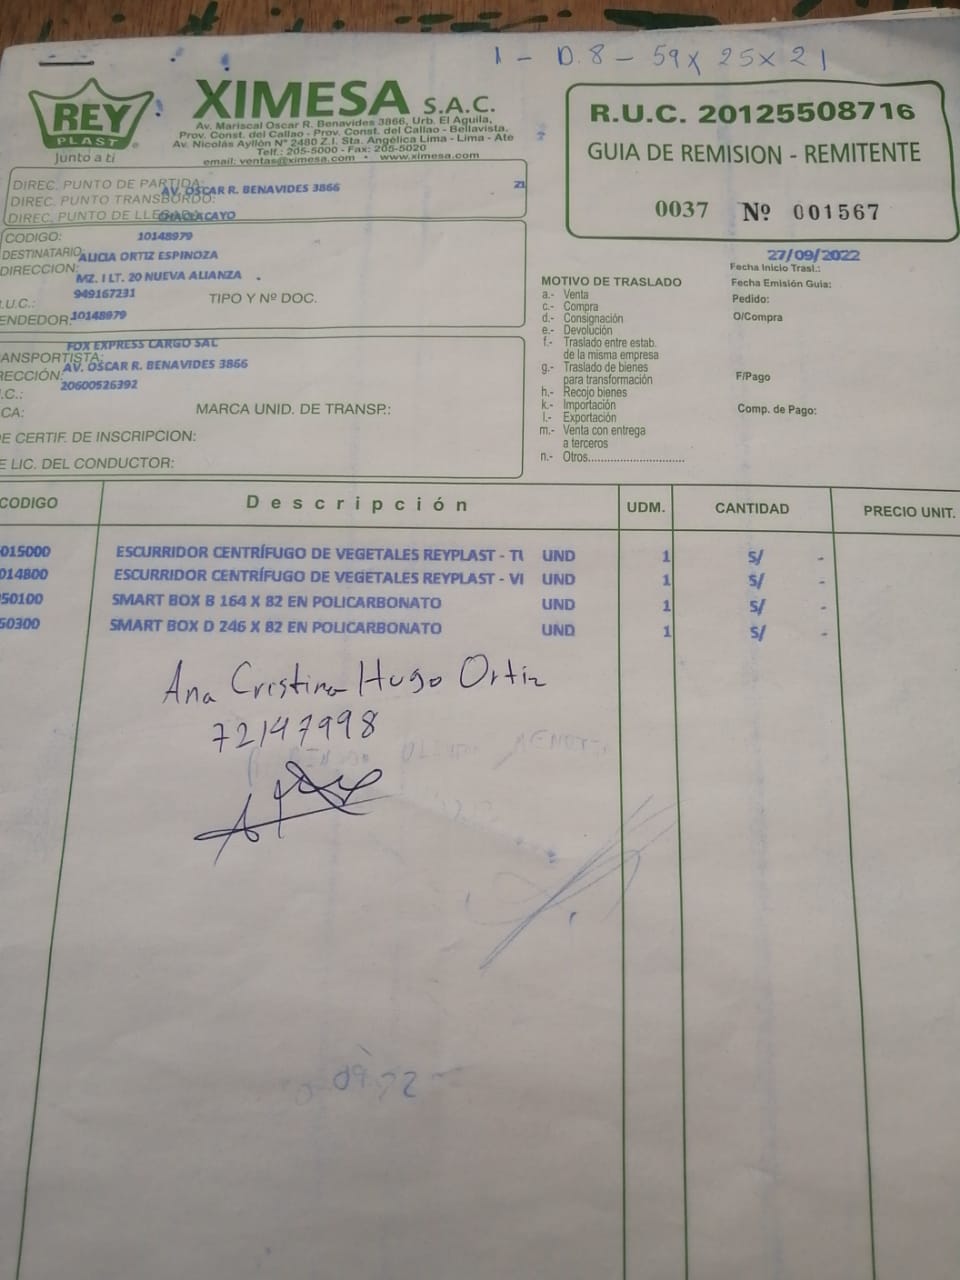 1 - D.8 - 59 x 25 x 21
REY
PLAST
Junto a ti
XIMESA S.A.C.
Av. Mariscal Oscar R. Benavides 3866, Urb. El Aguila,
Prov. Const. del Callao - Prov. Const. del Callao - Bellavista.
Av. Nicolás Ayllón N° 2480 Z.I. Sta. Angélica Lima - Lima - Ate
Telf.: 205-5000 - Fax: 205-5020
email: ventas@ximesa.com • www.ximesa.com
R.U.C. 20125508716
GUIA DE REMISION - REMITENTE
0037 Nº 001567
DIREC. PUNTO DE PARTIDA: AV. OSCAR R. BENAVIDES 3866 21
DIREC. PUNTO TRANSBORDO:
DIREC. PUNTO DE LLEGADA: CHACLACAYO
CODIGO: 10148979
DESTINATARIO: ALICIA ORTIZ ESPINOZA
DIRECCION: MZ. I LT. 20 NUEVA ALIANZA
.U.C.: 949167231 TIPO Y Nº DOC.
ENDEDOR: 10148979
27/09/2022
Fecha Inicio Trasl.:
Fecha Emisión Guia:
Pedido:
O/Compra
F/Pago
Comp. de Pago:
MOTIVO DE TRASLADO
a.- Venta
c.- Compra
d.- Consignación
e.- Devolución
f.- Traslado entre estab.
de la misma empresa
g.- Traslado de bienes
para transformación
h.- Recojo bienes
k.- Importación
l.- Exportación
m.- Venta con entrega
a terceros
n.- Otros..............................
ANSPORTISTA: FOX EXPRESS CARGO SAC
RECCIÓN: AV. OSCAR R. BENAVIDES 3866
.C.: 20600526392
CA: MARCA UNID. DE TRANSP.:
E CERTIF. DE INSCRIPCION:
E LIC. DEL CONDUCTOR:
CODIGO Descripción UDM. CANTIDAD PRECIO UNIT.
015000 ESCURRIDOR CENTRÍFUGO DE VEGETALES REYPLAST - TU UND 1 S/ -
014800 ESCURRIDOR CENTRÍFUGO DE VEGETALES REYPLAST - VI UND 1 S/ -
50100 SMART BOX B 164 X 82 EN POLICARBONATO UND 1 S/ -
50300 SMART BOX D 246 X 82 EN POLICARBONATO UND 1 S/ -
Ana Cristina Hugo Ortiz
72147998